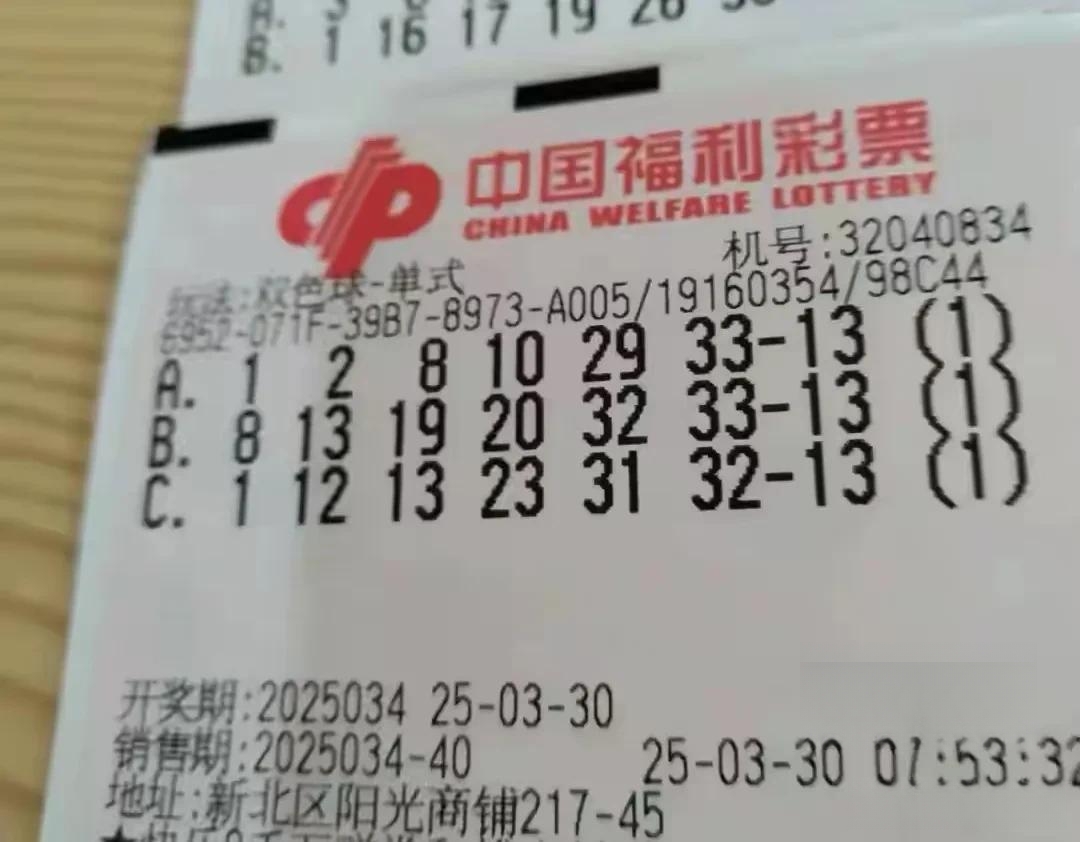 B. 1 16 17 19 26
中国福利彩票
CHINA WELFARE LOTTERY
机号:32040834
玩法:双色球-单式
6952-071F-39B7-8973-A005/19160354/98C44
A. 1 2 8 10 29 33-13 (1)
B. 8 13 19 20 32 33-13 (1)
C. 1 12 13 23 31 32-13 (1)
开奖期:2025034 25-03-30
销售期:2025034-40 25-03-30 07:53:32
地址:新北区阳光商铺217-45